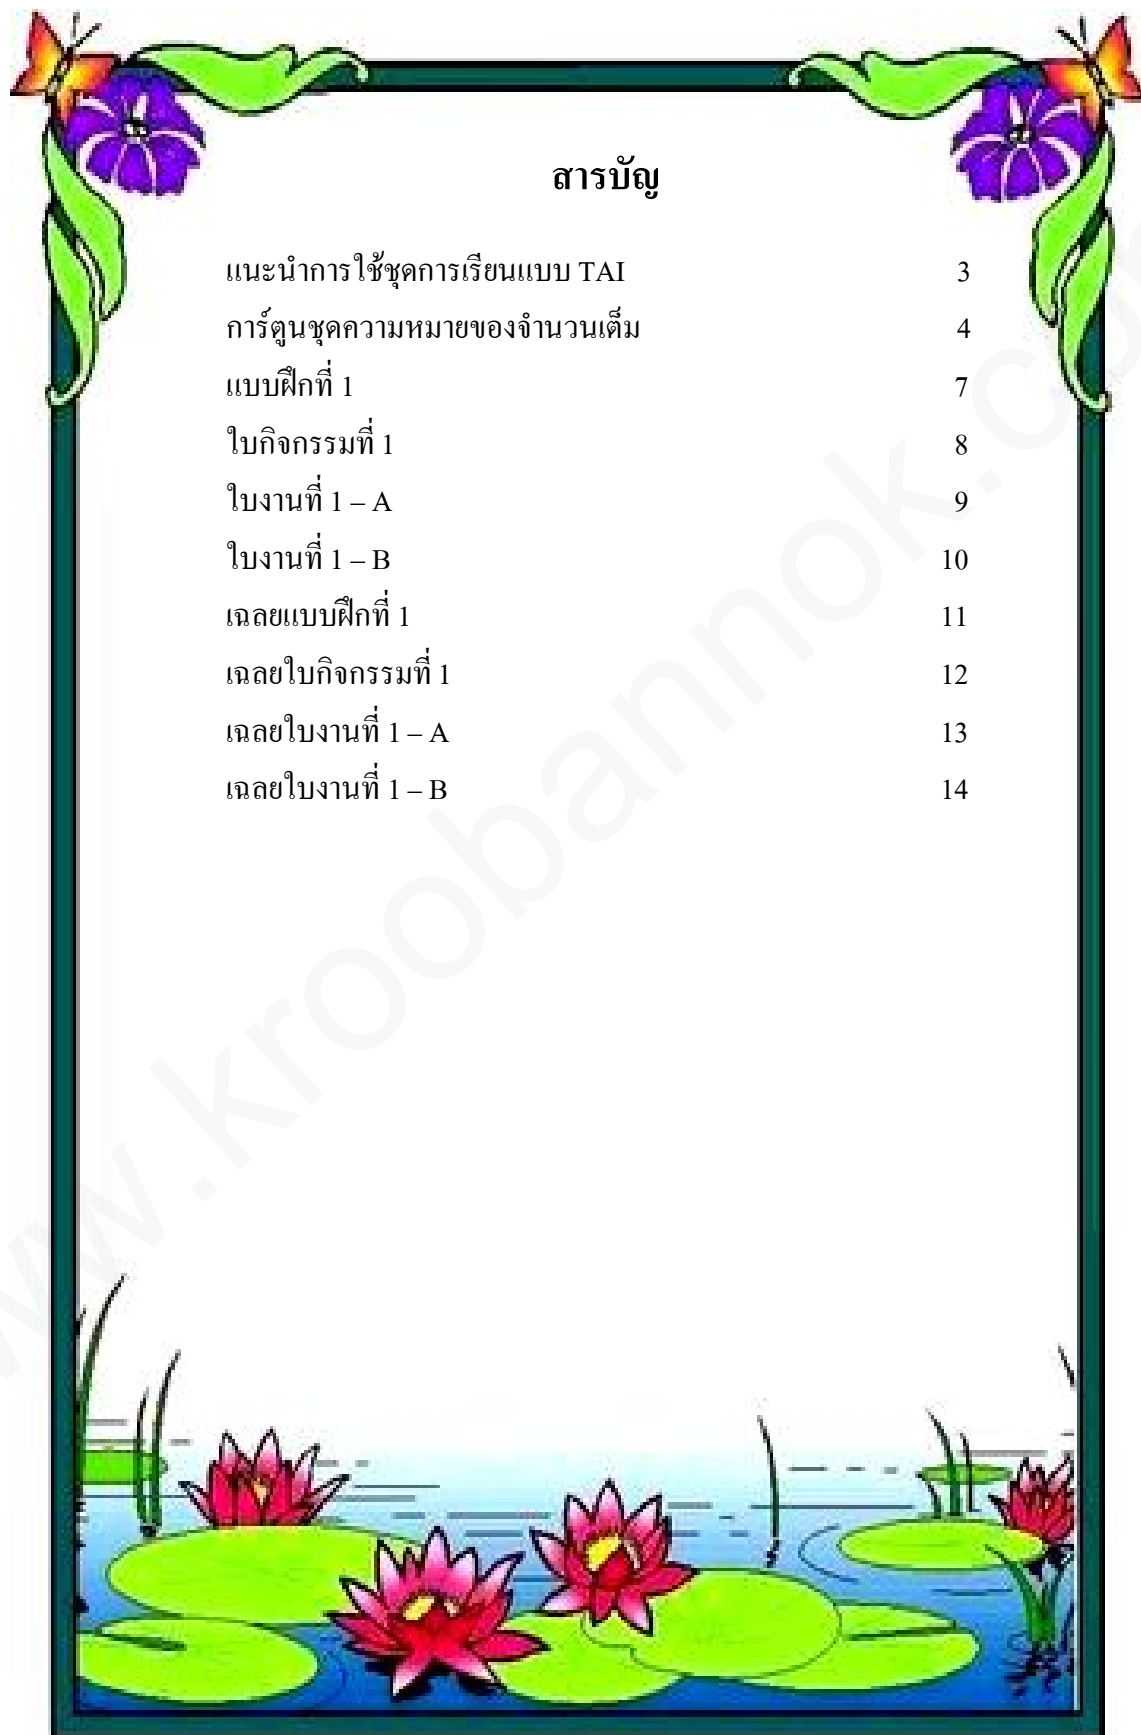 สารบัญ
แนะนำการใช้ชุดการเรียนแบบ TAI 3
การ์ตูนชุดความหมายของจำนวนเต็ม 4
แบบฝึกที่ 1 7
ใบกิจกรรมที่ 1 8
ใบงานที่ 1 – A 9
ใบงานที่ 1 – B 10
เฉลยแบบฝึกที่ 1 11
เฉลยใบกิจกรรมที่ 1 12
เฉลยใบงานที่ 1 – A 13
เฉลยใบงานที่ 1 – B 14
www.kroobannok.com